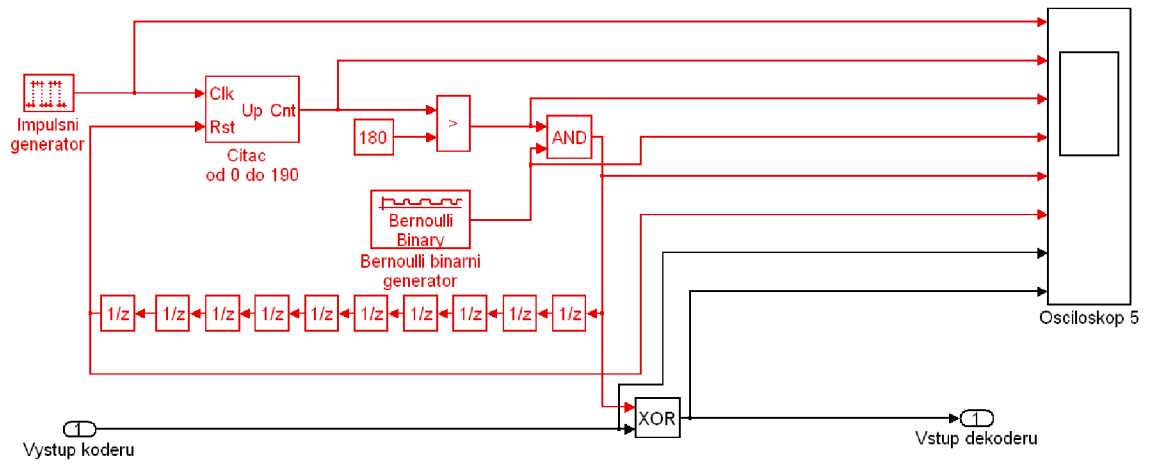 Impulsni
generator
Clk
Up Cnt
Rst
Citac
od 0 do 190
180
>
AND
Bernoulli
Binary
Bernoulli binarni
generator
1/z
1/z
1/z
1/z
1/z
1/z
1/z
1/z
1/z
1/z
Osciloskop 5
1
Vystup koderu
XOR
1
Vstup dekoderu